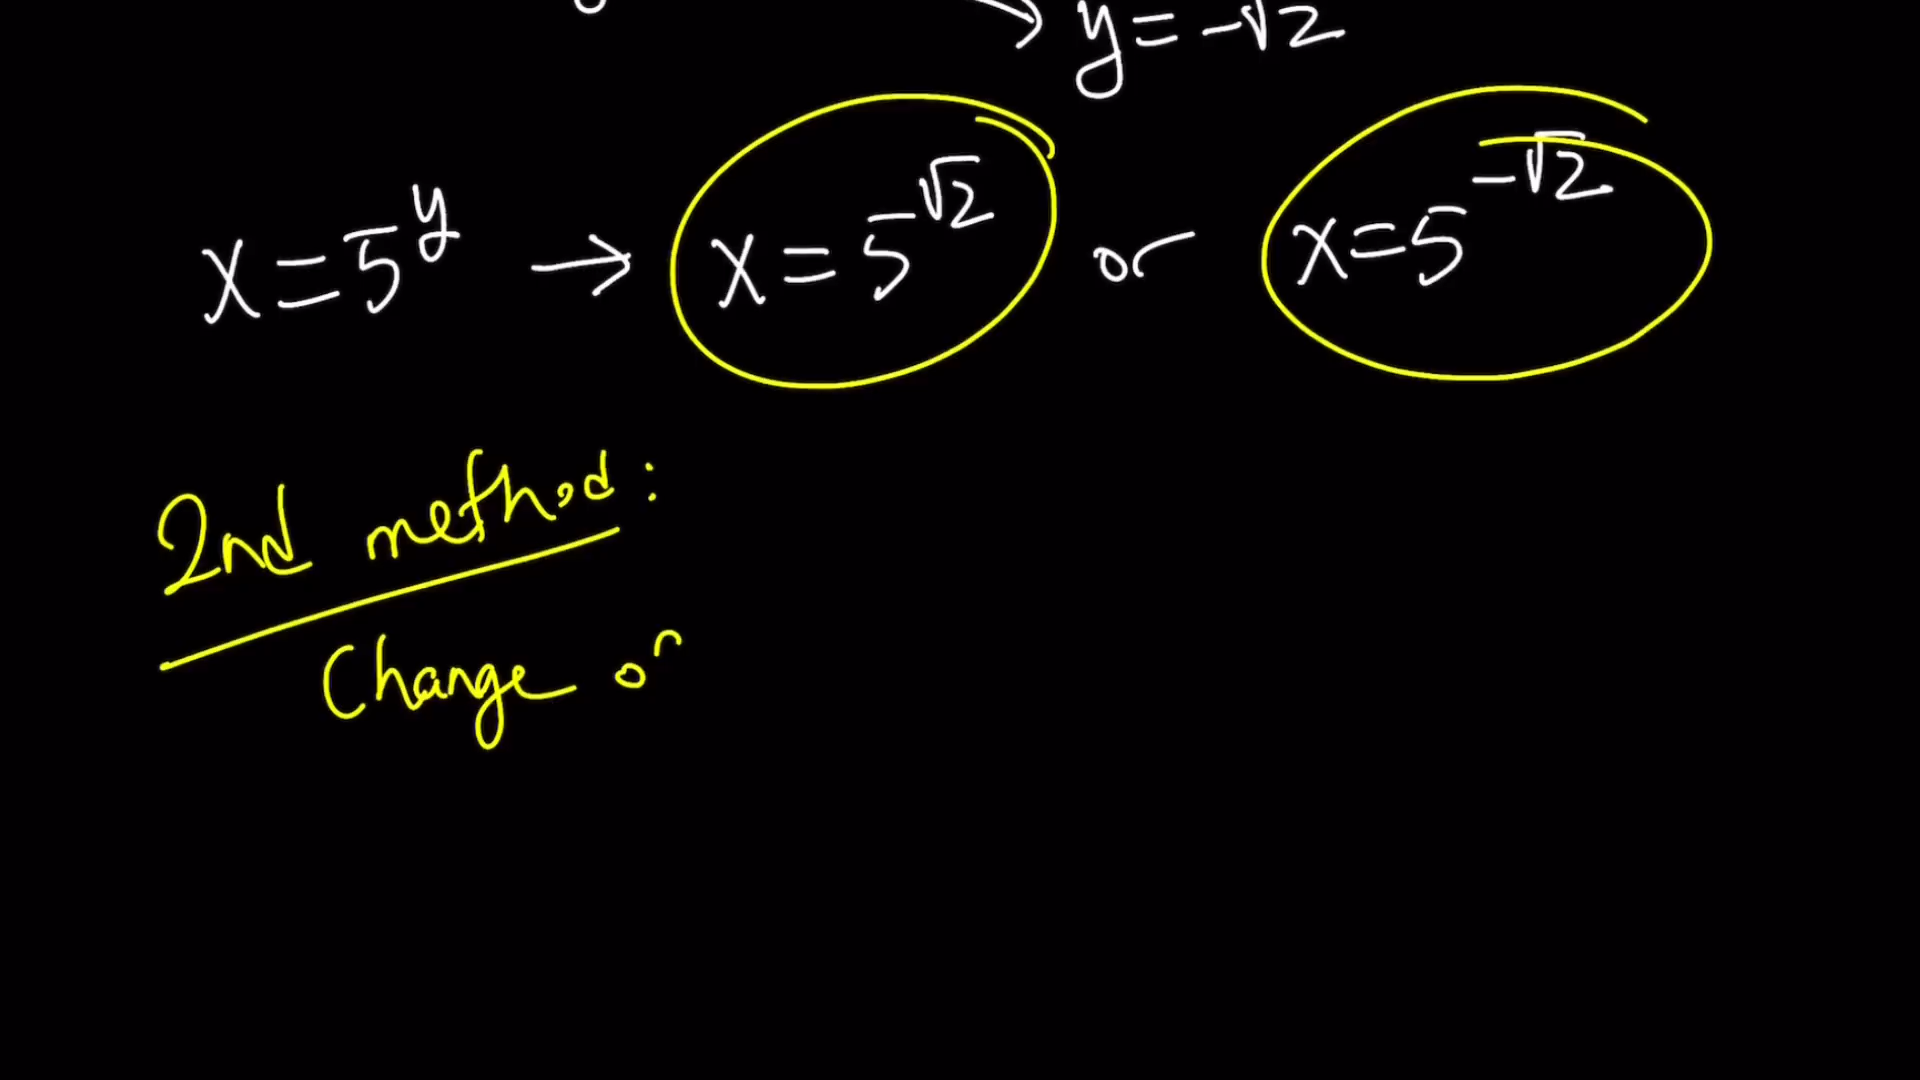 y = -√2
x = 5^y → x = 5^√2 or x = 5^-√2
2nd method:
Change